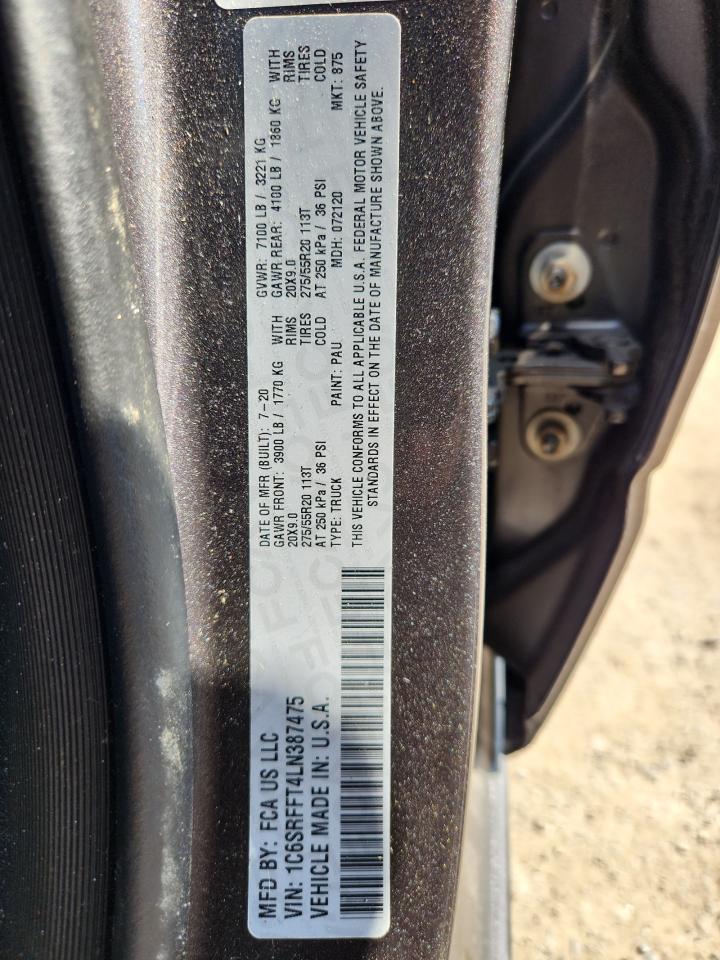 MFD BY: FCA US LLC
VIN: 1C6SRFFT4LN387475
VEHICLE MADE IN: U.S.A.
DATE OF MFR (BUILT): 7-20 GVWR: 7100 LB / 3221 KG
GAWR FRONT: 3900 LB / 1770 KG WITH GAWR REAR: 4100 LB / 1860 KG WITH
20X9.0 RIMS 20X9.0 RIMS
275/55R20 113T TIRES 275/55R20 113T TIRES
AT 250 kPa / 36 PSI COLD AT 250 kPa / 36 PSI COLD
TYPE: TRUCK PAINT: PAU MDH: 072120 MKT: 875
THIS VEHICLE CONFORMS TO ALL APPLICABLE U.S.A. FEDERAL MOTOR VEHICLE SAFETY
STANDARDS IN EFFECT ON THE DATE OF MANUFACTURE SHOWN ABOVE.